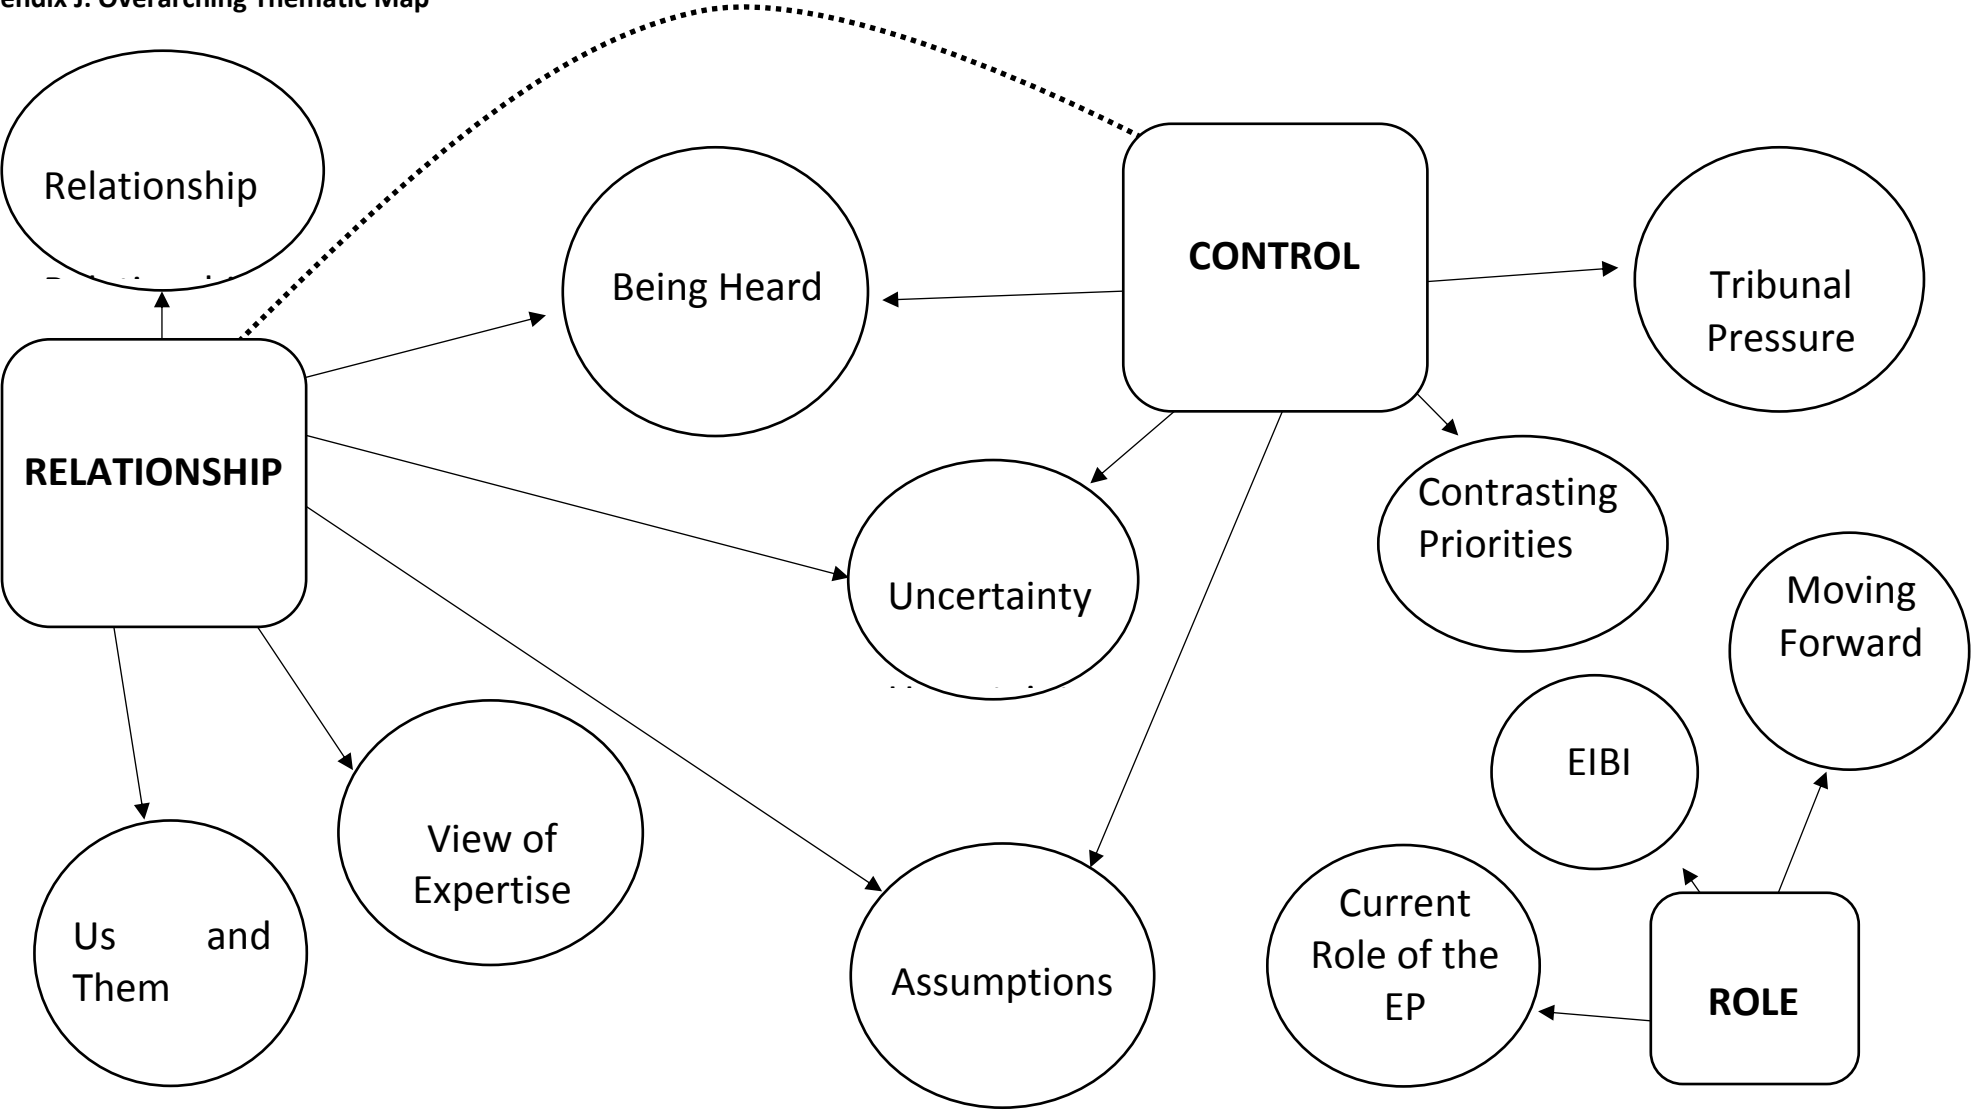 endix J: Overarching Thematic Map
Relationship
Being Heard
CONTROL
Tribunal
Pressure
RELATIONSHIP
Contrasting
Priorities
Uncertainty
Moving
Forward
EIBI
View of
Expertise
Us and
Them
Assumptions
Current
Role of the
EP
ROLE